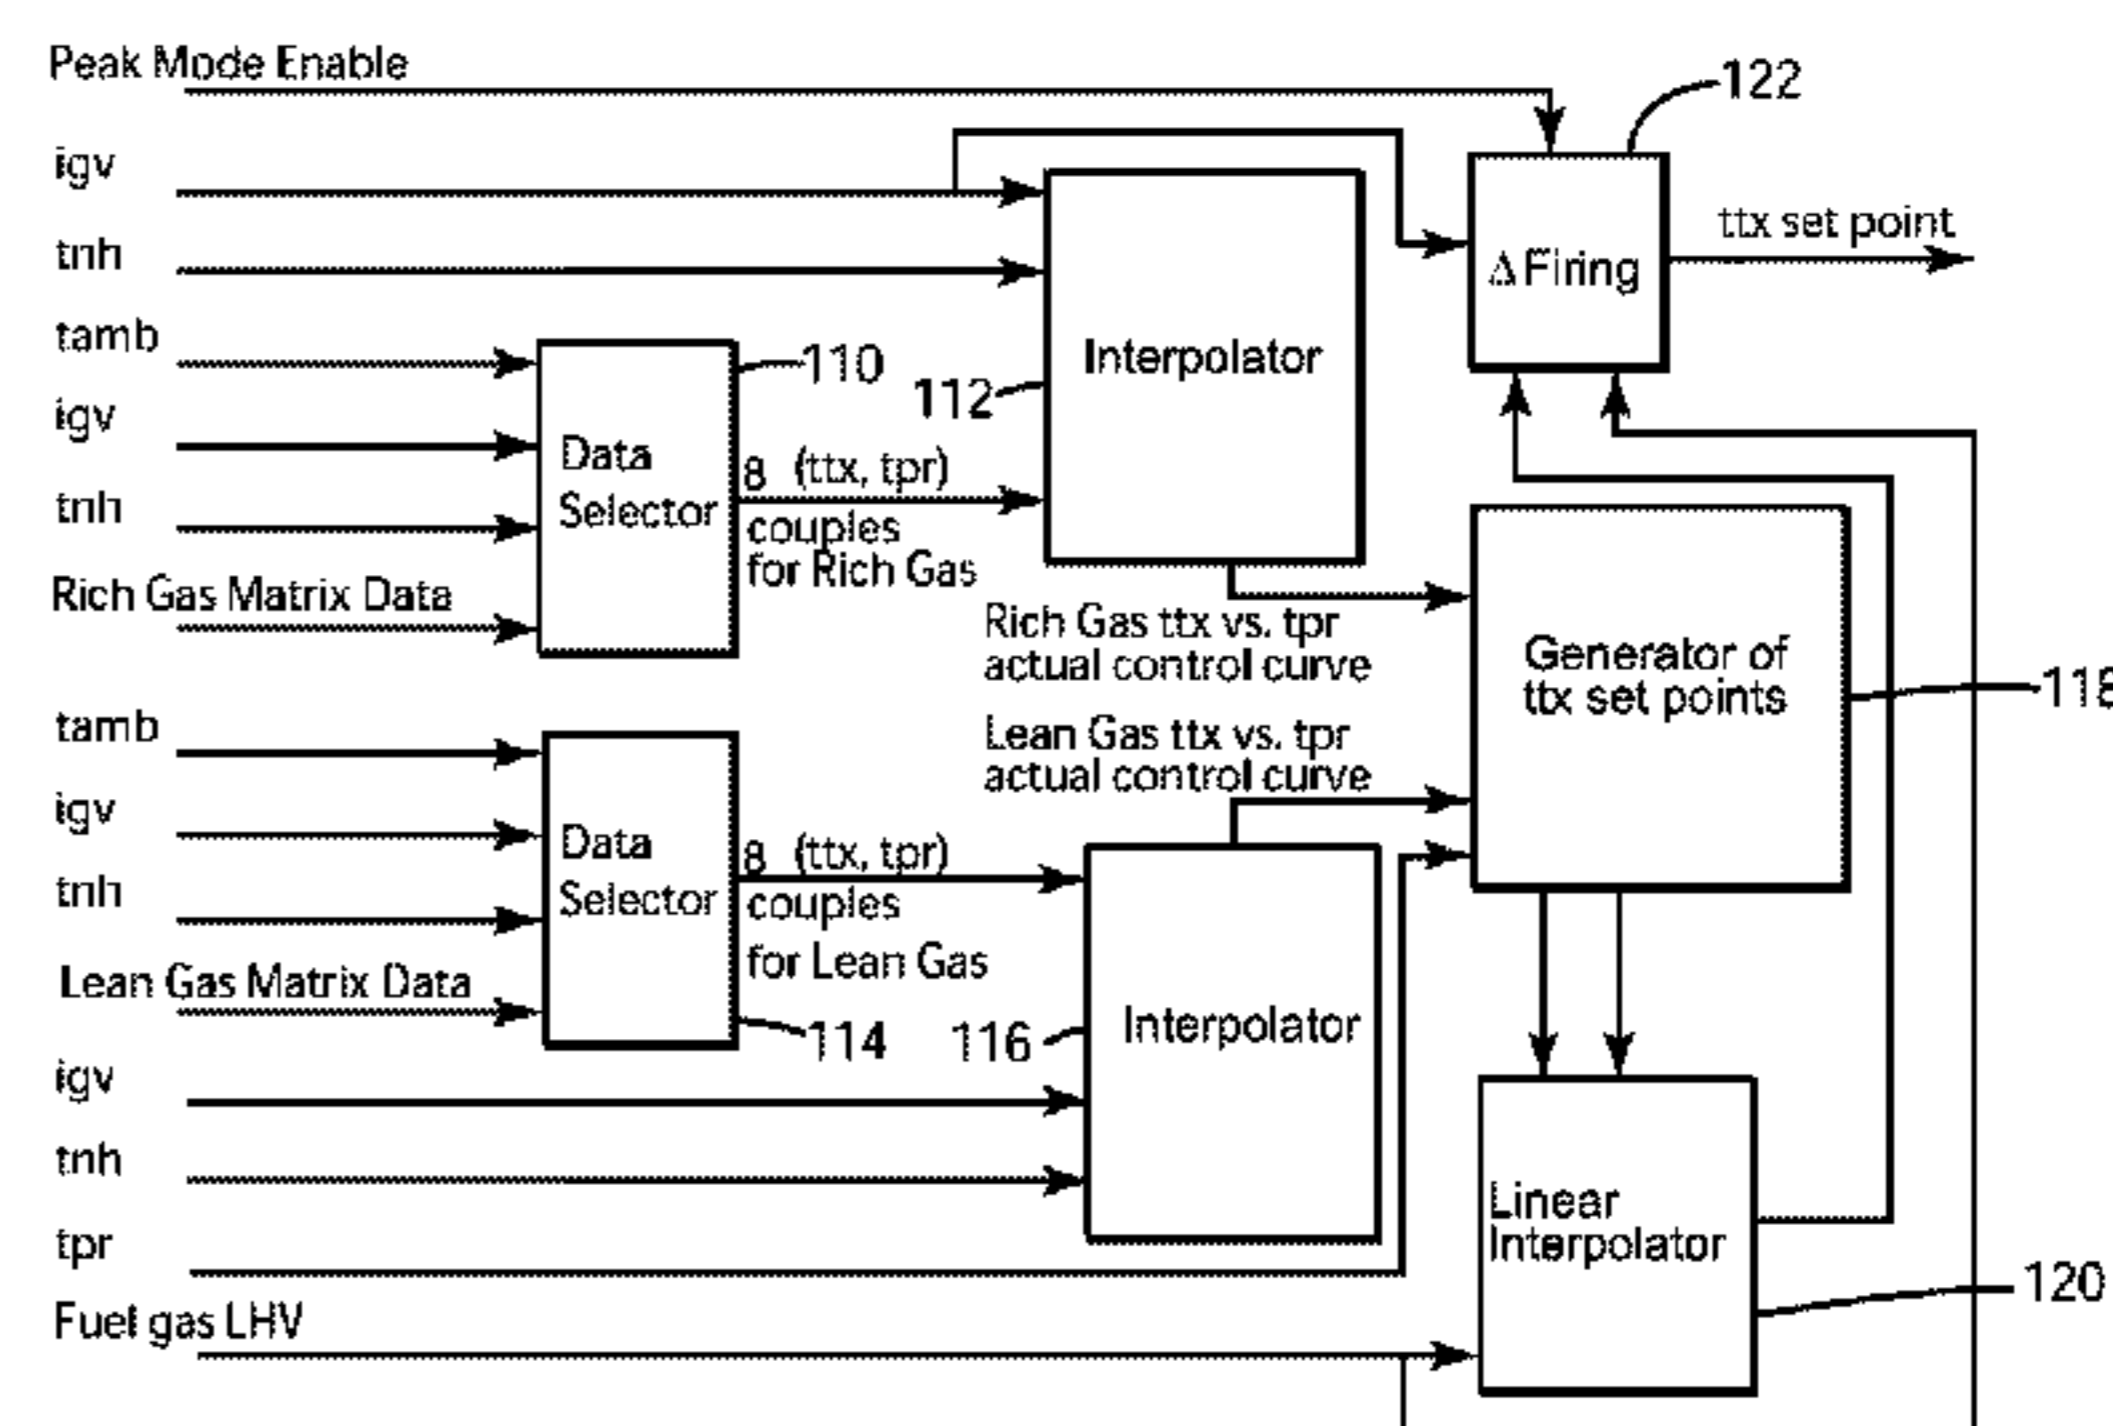 Peak Mode Enable
122
igv
ttx set point
tnh
Δ Firing
tamb
Interpolator
110
112
igv
Data
Selector
8 (ttx, tpr)
couples
for Rich Gas
tnh
Rich Gas Matrix Data
Rich Gas ttx vs. tpr
actual control curve
Generator of
ttx set points
118
Lean Gas ttx vs. tpr
actual control curve
tamb
igv
Data
Selector
8 (ttx, tpr)
couples
for Lean Gas
tnh
Lean Gas Matrix Data
114
116
Interpolator
igv
tnh
Linear
Interpolator
tpr
120
Fuel gas LHV